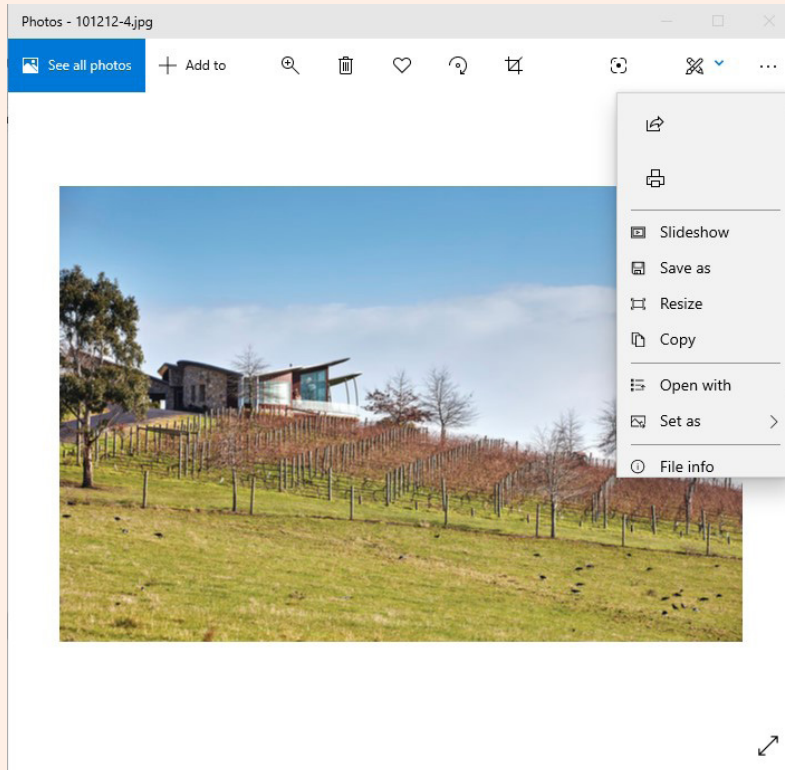 Photos - 101212-4.jpg
See all photos
Add to
Slideshow
Save as
Resize
Copy
Open with
Set as
File info